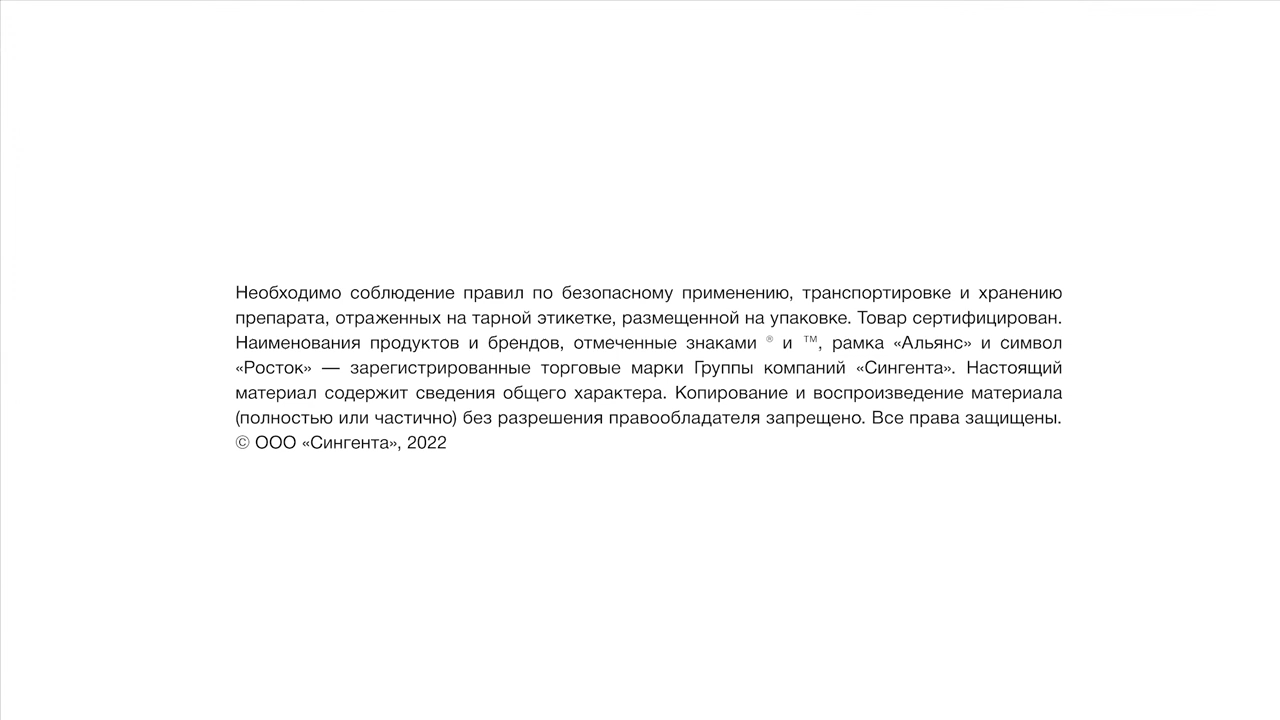 Необходимо соблюдение правил по безопасному применению, транспортировке и хранению
препарата, отраженных на тарной этикетке, размещенной на упаковке. Товар сертифицирован.
Наименования продуктов и брендов, отмеченные знаками ® и ™, рамка «Альянс» и символ
«Росток» — зарегистрированные торговые марки Группы компаний «Сингента». Настоящий
материал содержит сведения общего характера. Копирование и воспроизведение материала
(полностью или частично) без разрешения правообладателя запрещено. Все права защищены.
© ООО «Сингента», 2022